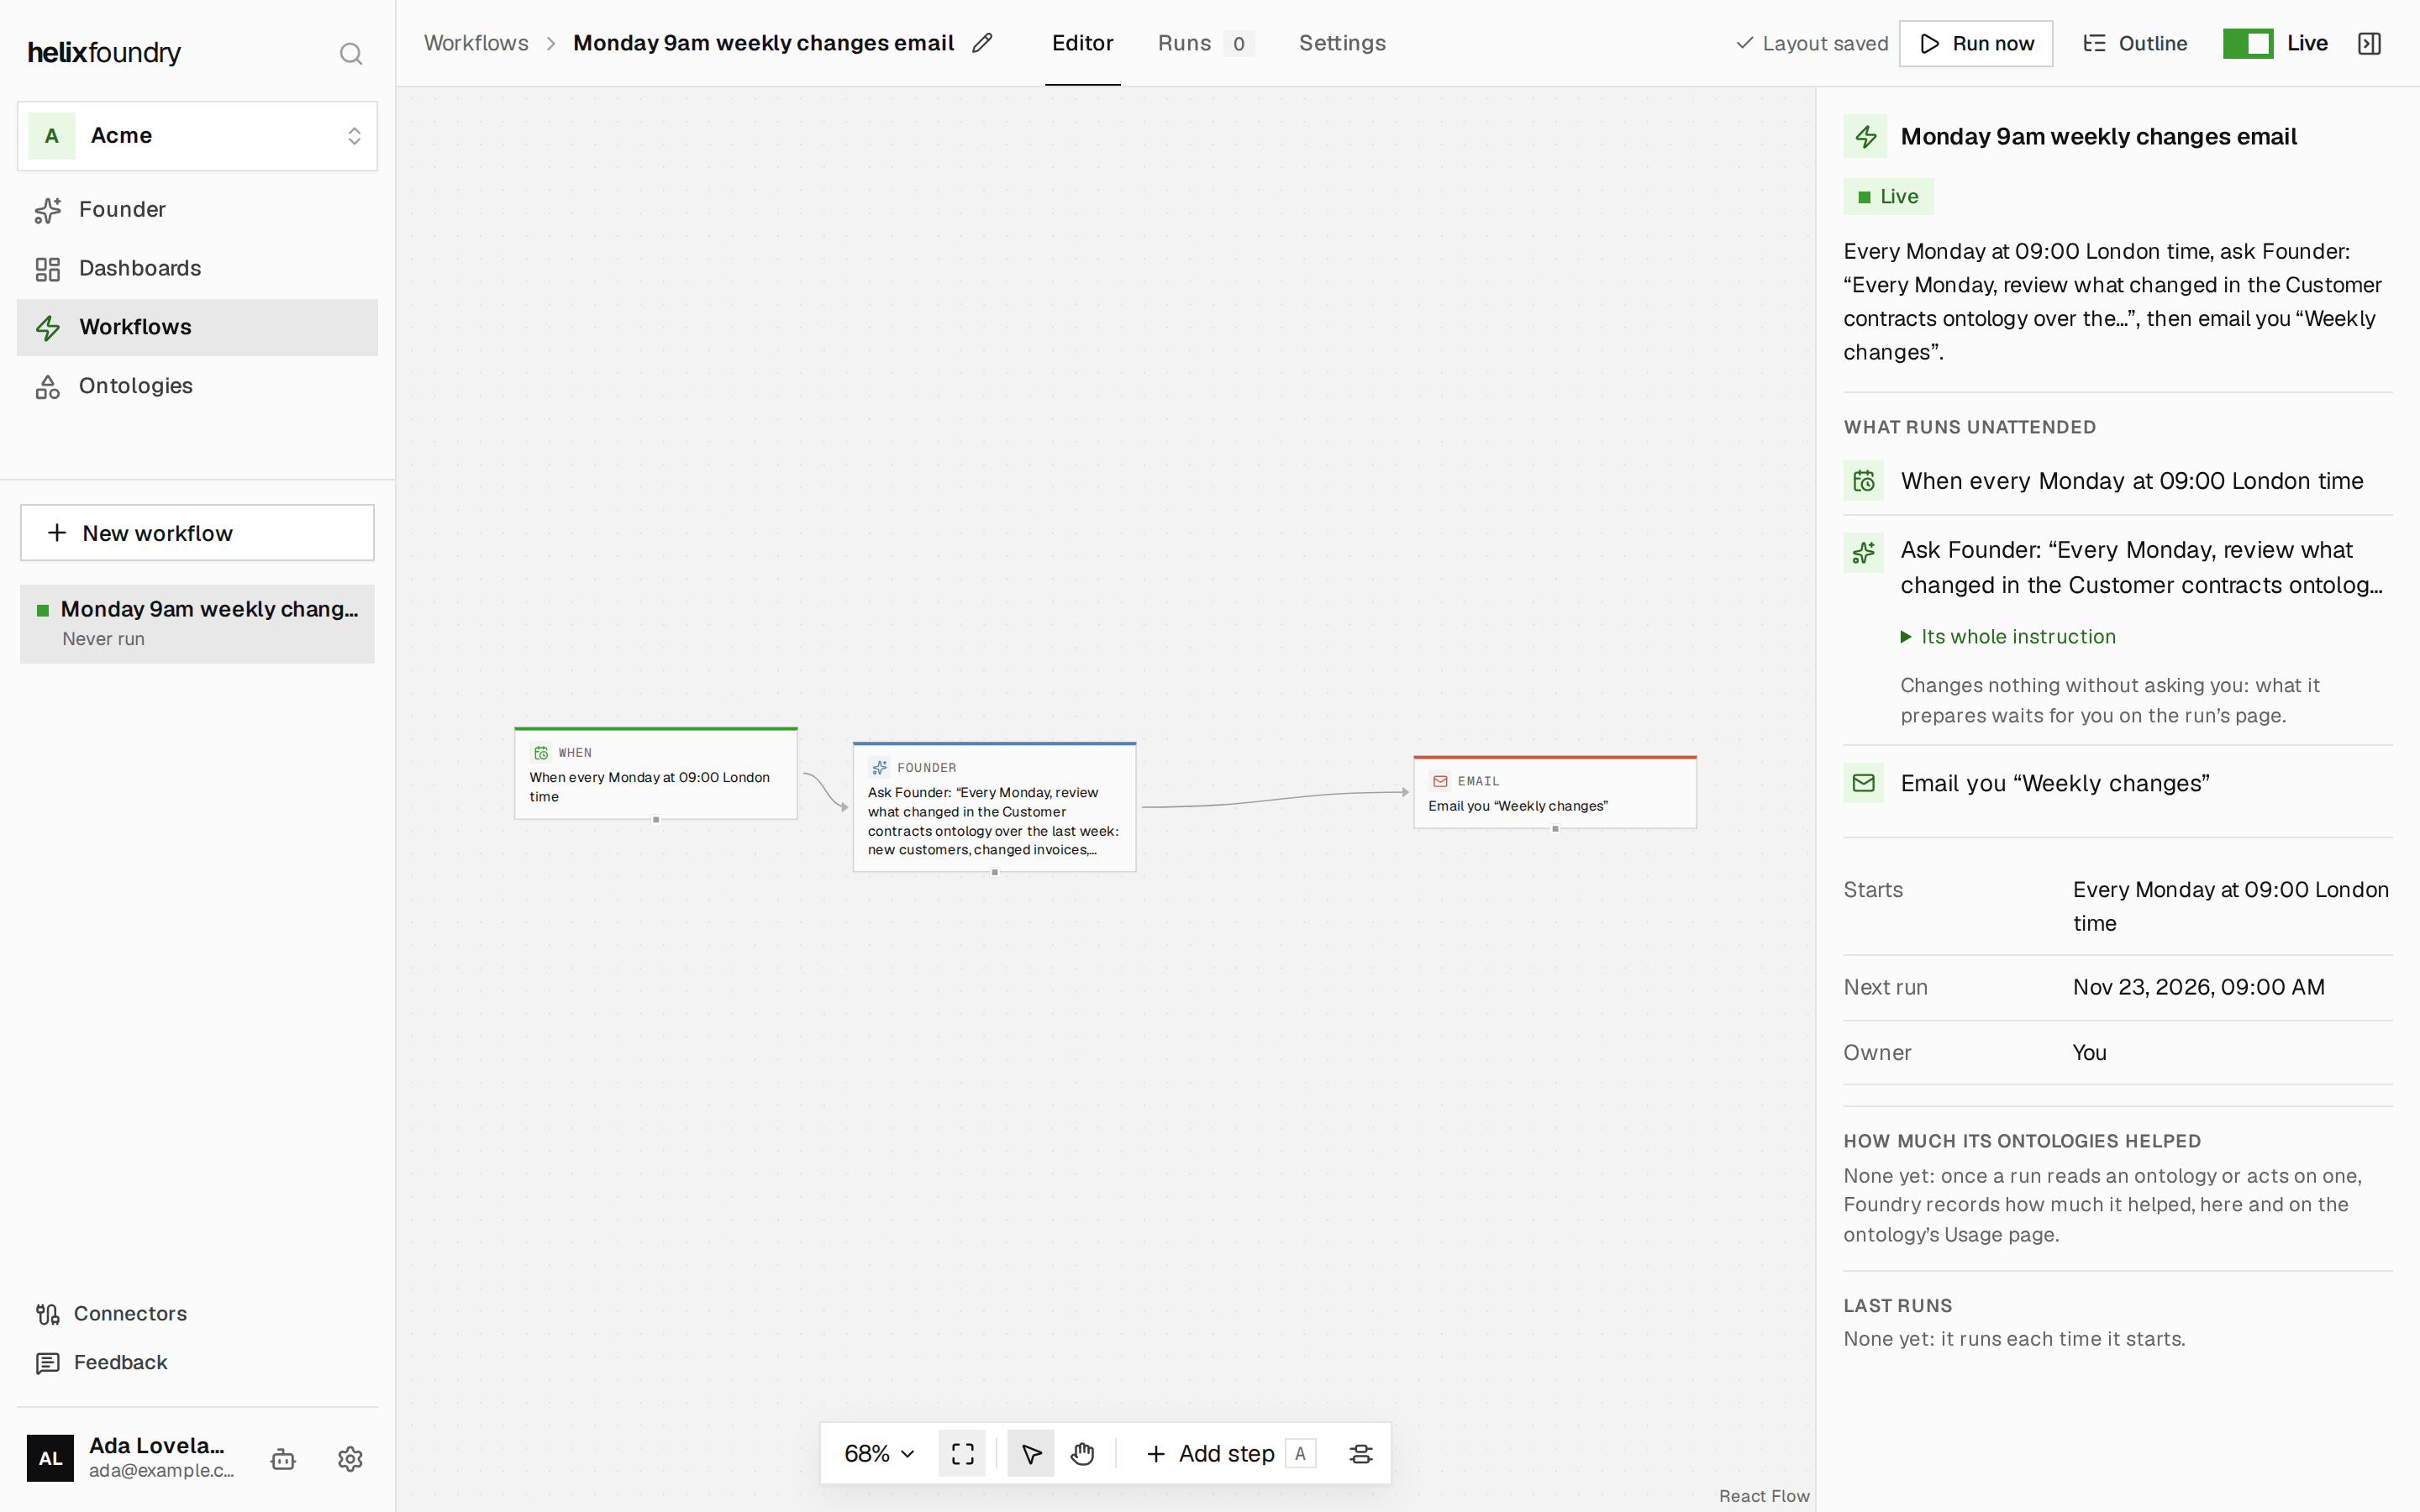 helixfoundry
A Acme
Founder
Dashboards
Workflows
Ontologies
New workflow
Monday 9am weekly chang...
Never run
Connectors
Feedback
AL
Ada Lovela...
ada@example.c...
Workflows > Monday 9am weekly changes email
Editor
Runs 0
Settings
Layout saved
Run now
Outline
Live
WHEN
When every Monday at 09:00 London
time
FOUNDER
Ask Founder: “Every Monday, review
what changed in the Customer
contracts ontology over the last week:
new customers, changed invoices,...
EMAIL
Email you “Weekly changes”
68%
Add step A
React Flow
Monday 9am weekly changes email
Live
Every Monday at 09:00 London time, ask Founder:
“Every Monday, review what changed in the Customer
contracts ontology over the...”, then email you “Weekly
changes”.
WHAT RUNS UNATTENDED
When every Monday at 09:00 London time
Ask Founder: “Every Monday, review what
changed in the Customer contracts ontolog...
Its whole instruction
Changes nothing without asking you: what it
prepares waits for you on the run’s page.
Email you “Weekly changes”
Starts
Every Monday at 09:00 London
time
Next run
Nov 23, 2026, 09:00 AM
Owner
You
HOW MUCH ITS ONTOLOGIES HELPED
None yet: once a run reads an ontology or acts on one,
Foundry records how much it helped, here and on the
ontology’s Usage page.
LAST RUNS
None yet: it runs each time it starts.